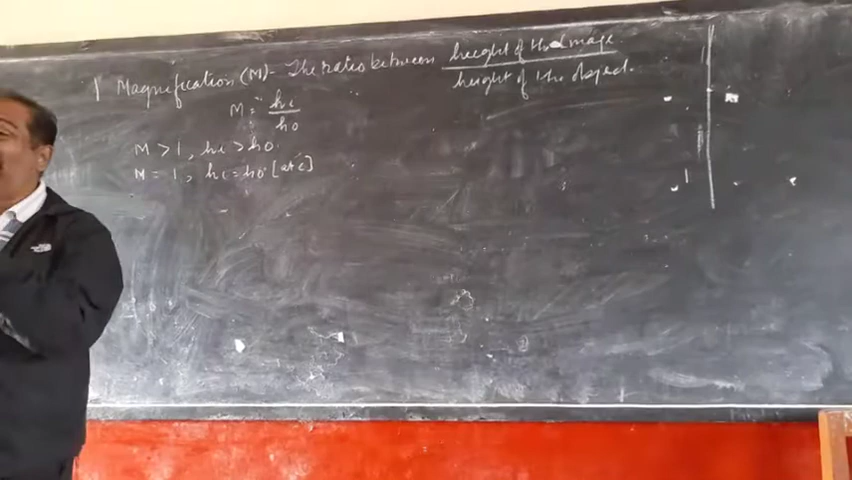 1 Magnification (M)- The ratio between height of the image
height of the object.
M = hi
ho
M > 1, hi > ho
M = 1, hi = ho [at c]